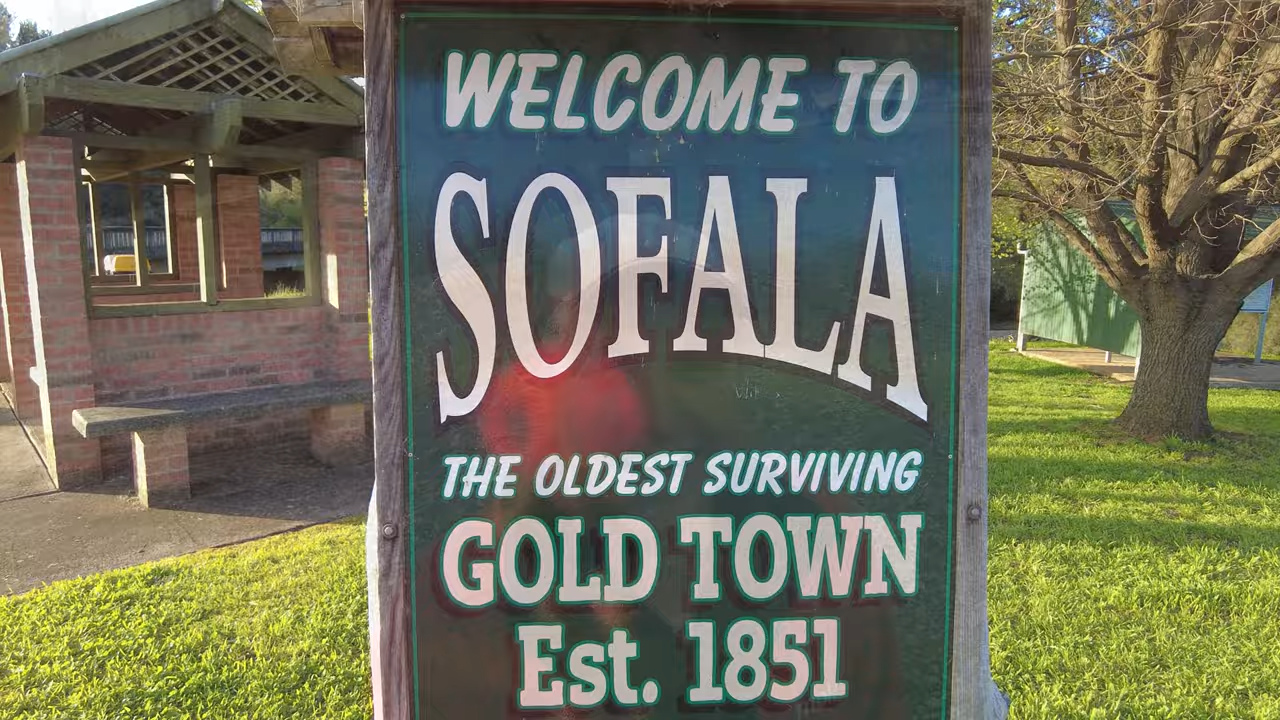 WELCOME TO
SOFALA
THE OLDEST SURVIVING
GOLD TOWN
Est. 1851